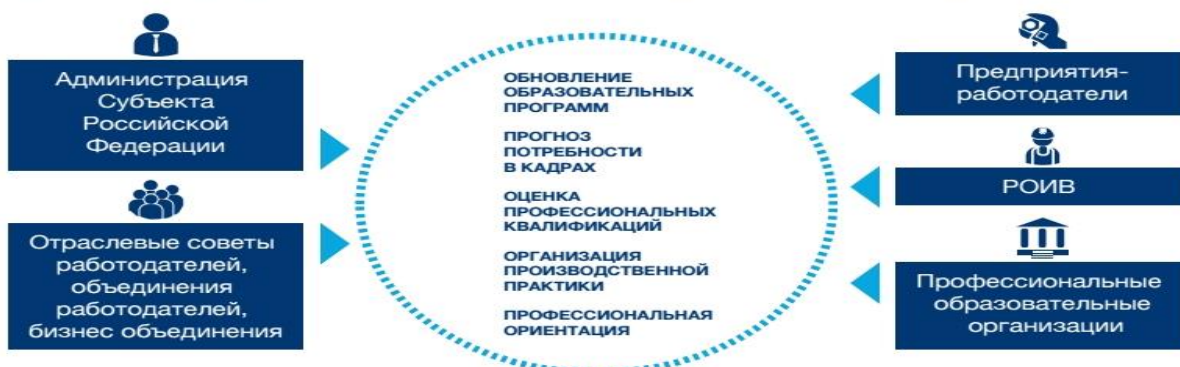 Администрация
Субъекта
Российской
Федерации
Отраслевые советы
работодателей,
объединения
работодателей,
бизнес объединения
ОБНОВЛЕНИЕ
ОБРАЗОВАТЕЛЬНЫХ
ПРОГРАММ
ПРОГНОЗ
ПОТРЕБНОСТИ
В КАДРАХ
ОЦЕНКА
ПРОФЕССИОНАЛЬНЫХ
КВАЛИФИКАЦИЙ
ОРГАНИЗАЦИЯ
ПРОИЗВОДСТВЕННОЙ
ПРАКТИКИ
ПРОФЕССИОНАЛЬНАЯ
ОРИЕНТАЦИЯ
Предприятия-
работодатели
РОИВ
Профессиональные
образовательные
организации